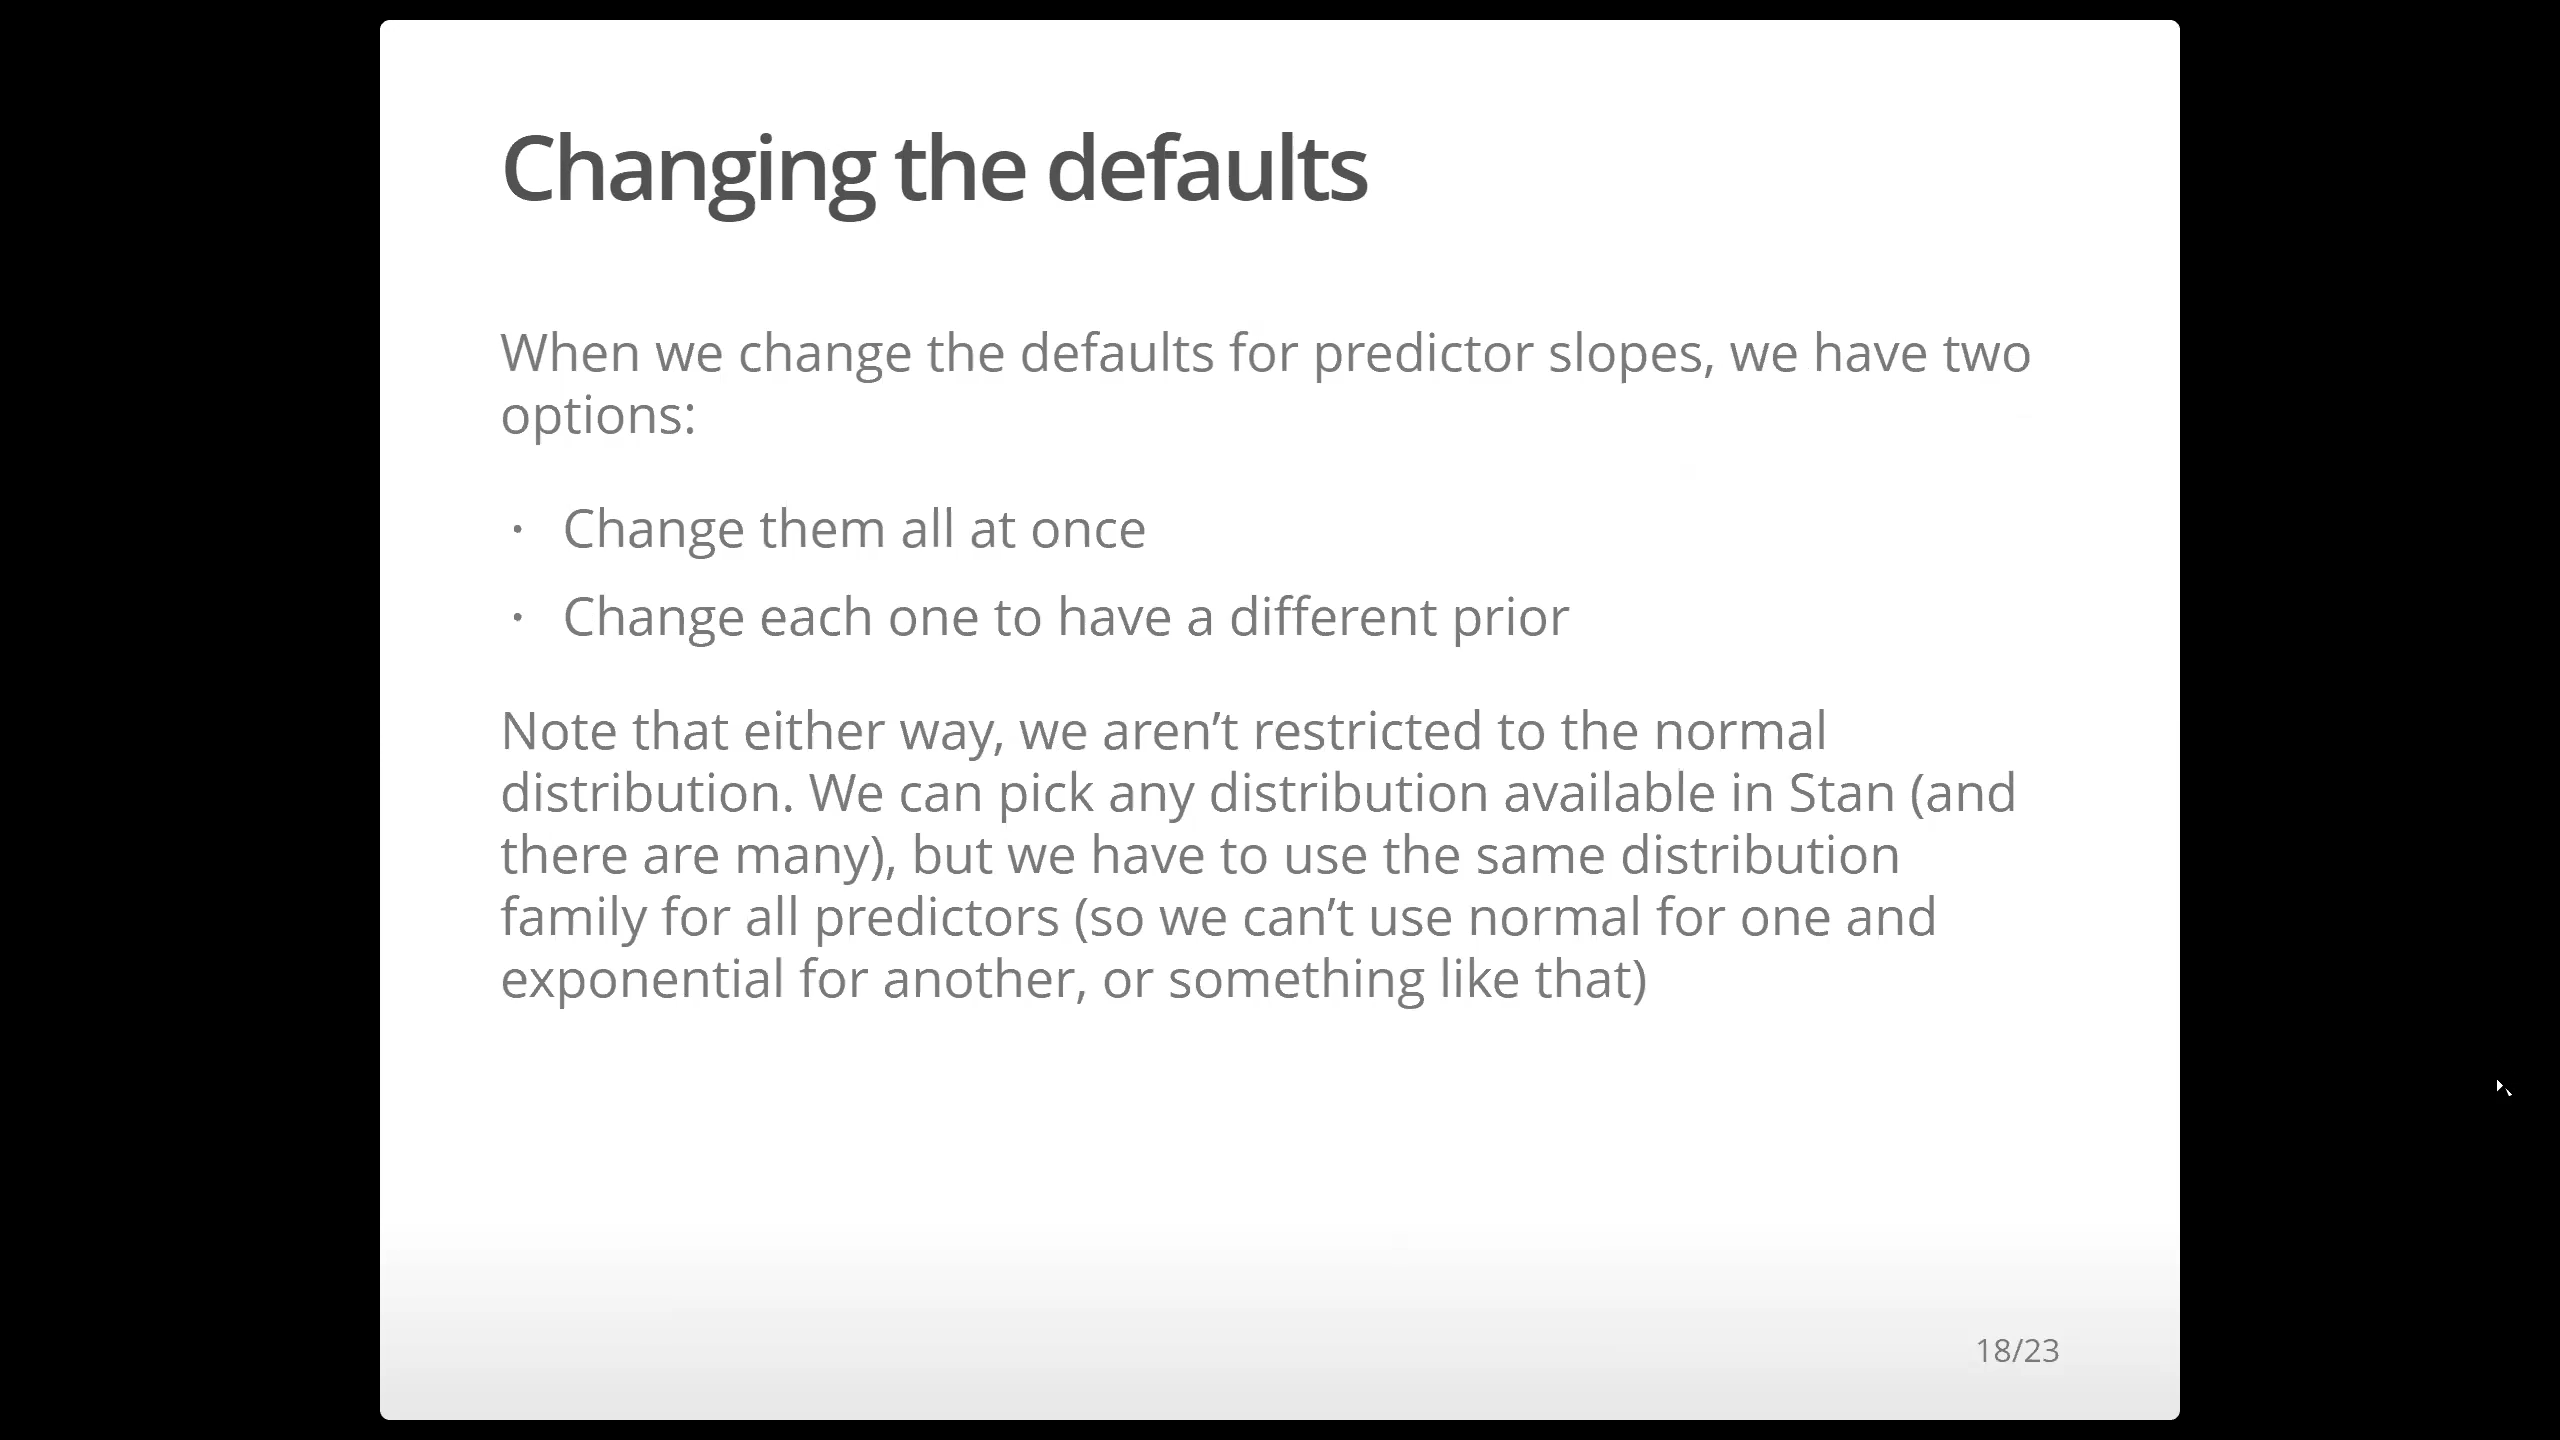 Changing the defaults
When we change the defaults for predictor slopes, we have two
options:
· Change them all at once
· Change each one to have a different prior
Note that either way, we aren’t restricted to the normal
distribution. We can pick any distribution available in Stan (and
there are many), but we have to use the same distribution
family for all predictors (so we can’t use normal for one and
exponential for another, or something like that)
18/23